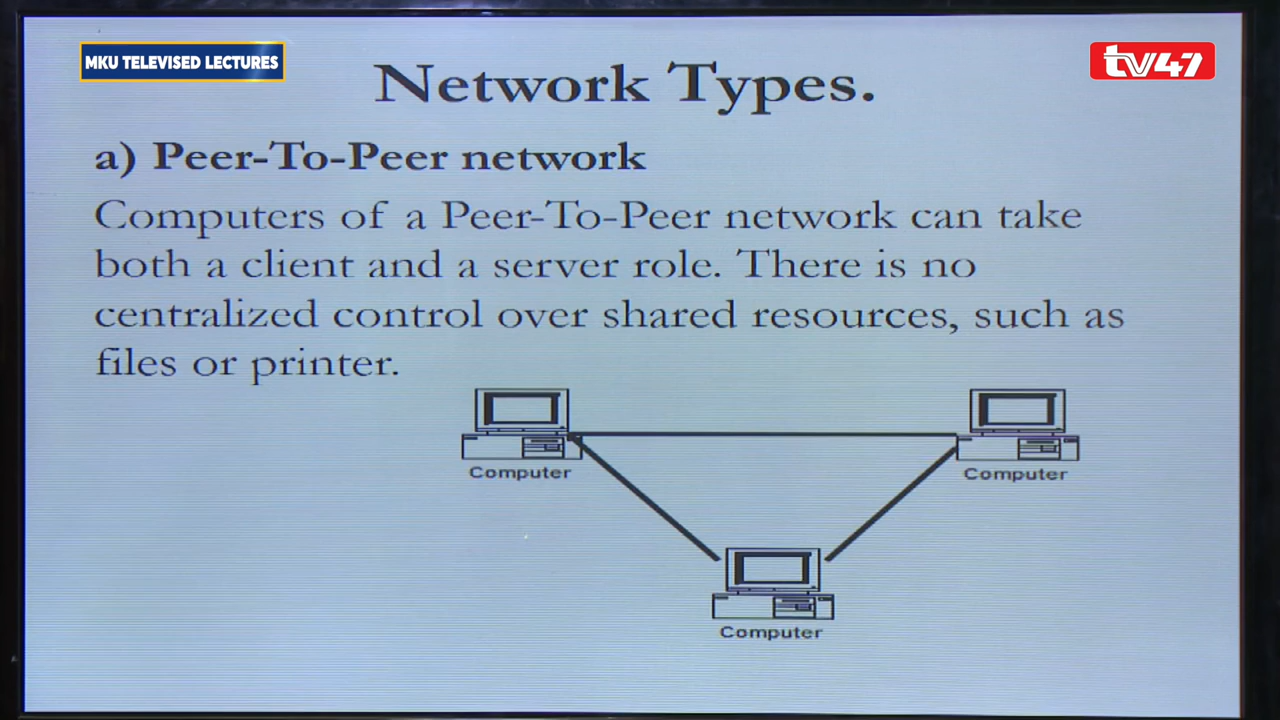 MKU TELEVISED LECTURES
tv47
Network Types.
a) Peer-To-Peer network
Computers of a Peer-To-Peer network can take
both a client and a server role. There is no
centralized control over shared resources, such as
files or printer.
Computer
Computer
Computer